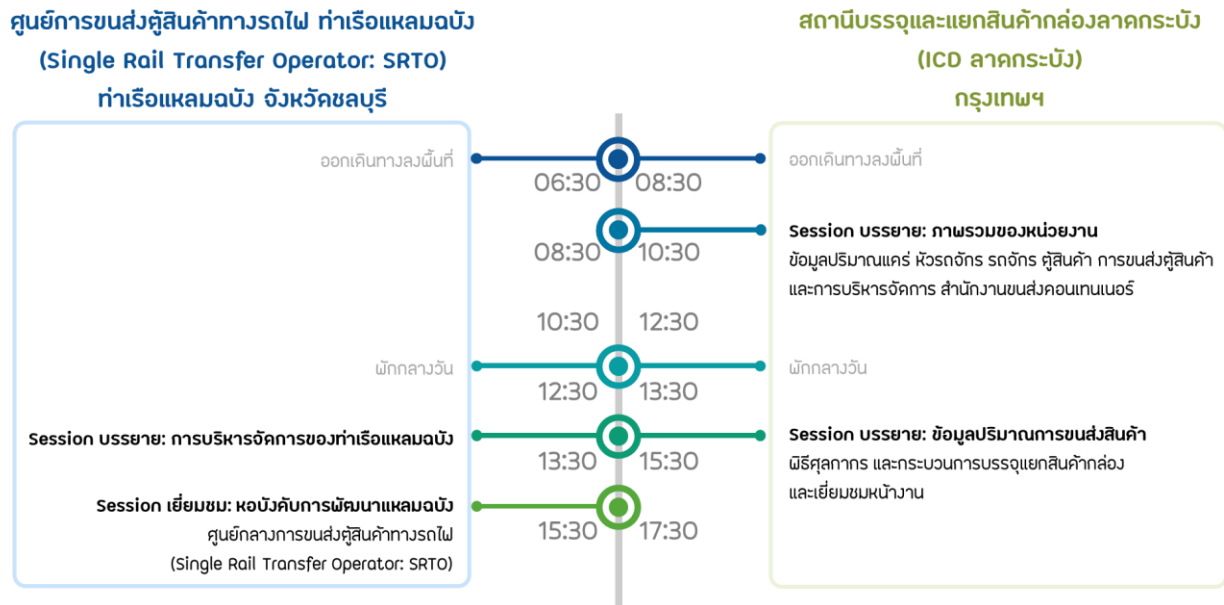 ศูนย์การขนส่งตู้สินค้าทางรถไฟ ท่าเรือแหลมฉบัง
(Single Rail Transfer Operator: SRTO)
ท่าเรือแหลมฉบัง จังหวัดชลบุรี
สถานีบรรจุและแยกสินค้ากล่องลาดกระบัง
(ICD ลาดกระบัง)
กรุงเทพฯ
ออกเดินทางลงพื้นที่
06:30 08:30
ออกเดินทางลงพื้นที่
08:30 10:30
Session บรรยาย: ภาพรวมของหน่วยงาน
ข้อมูลปริมาณแคร่ หัวรถจักร รถจักร ตู้สินค้า การขนส่งตู้สินค้า
และการบริหารจัดการ สำนักงานขนส่งคอนเทนเนอร์
10:30 12:30
พักกลางวัน
12:30 13:30
พักกลางวัน
Session บรรยาย: การบริหารจัดการของท่าเรือแหลมฉบัง
13:30 15:30
Session บรรยาย: ข้อมูลปริมาณการขนส่งสินค้า
พิธีศุลกากร และกระบวนการบรรจุแยกสินค้ากล่อง
และเยี่ยมชมหน้างาน
Session เยี่ยมชม: หอบังคับการพัฒนาแหลมฉบัง
ศูนย์กลางการขนส่งตู้สินค้าทางรถไฟ
(Single Rail Transfer Operator: SRTO)
15:30 17:30